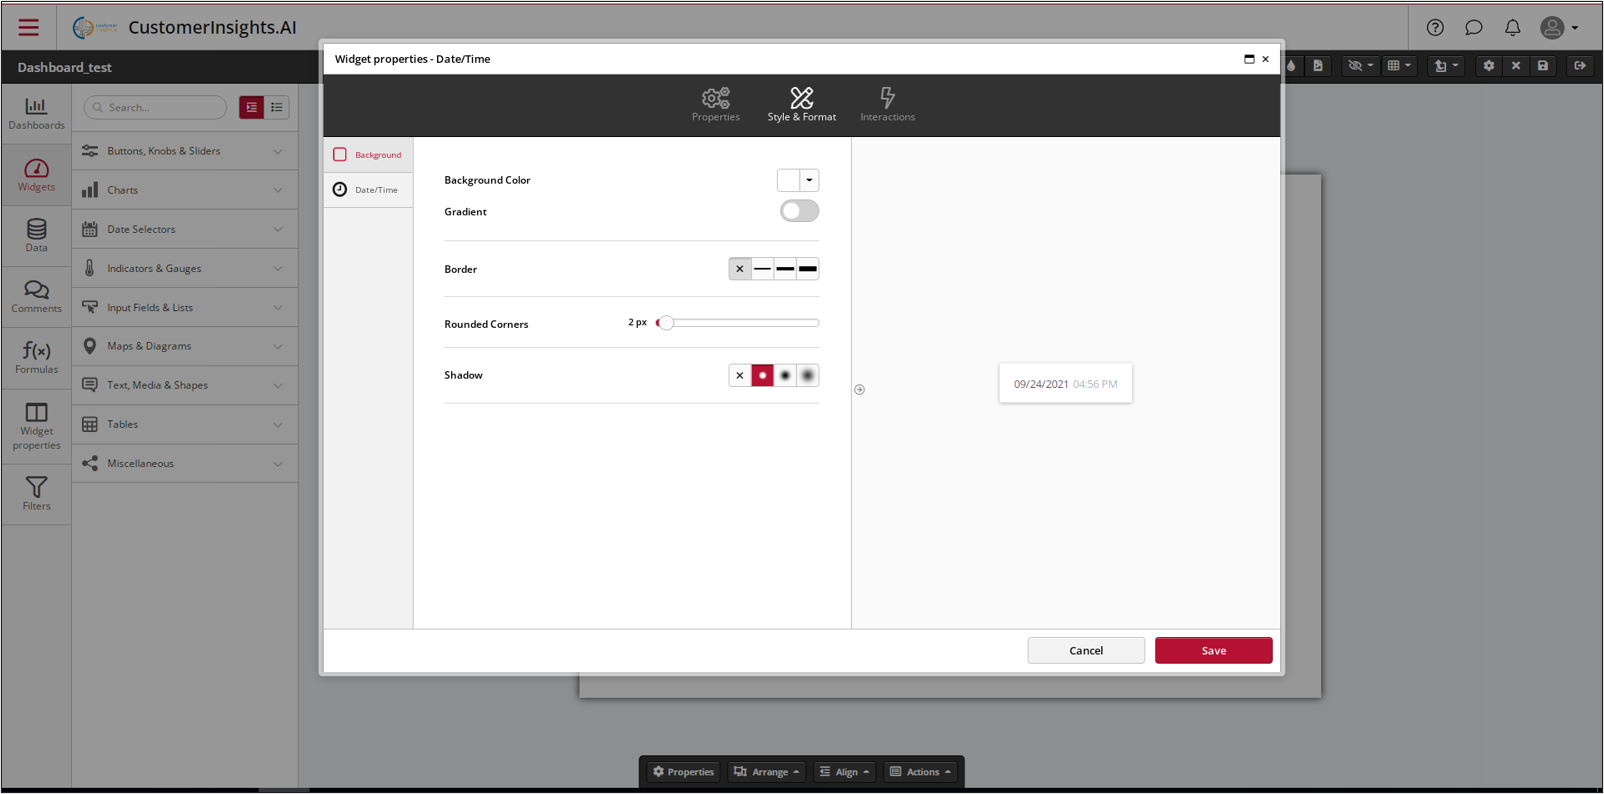 CustomerInsights.AI
Dashboard_test
Widget properties - Date/Time
Properties
Style & Format
Interactions
Dashboards
Widgets
Data
Comments
Formulas
Widget
properties
Filters
Search...
Buttons, Knobs & Sliders
Charts
Date Selectors
Indicators & Gauges
Input Fields & Lists
Maps & Diagrams
Text, Media & Shapes
Tables
Miscellaneous
Background
Date/Time
Background Color
Gradient
Border
Rounded Corners 2 px
Shadow
09/24/2021 04:56 PM
Cancel
Save
Properties
Arrange
Align
Actions